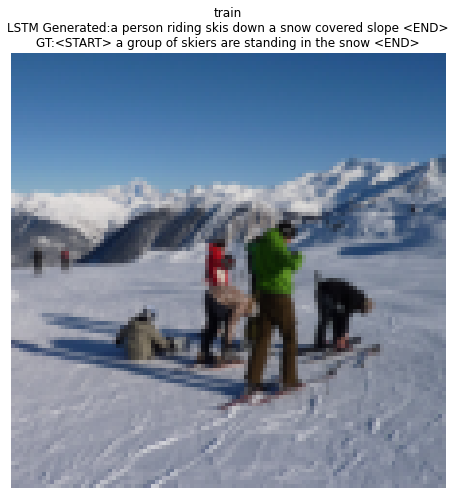 train
LSTM Generated:a person riding skis down a snow covered slope <END>
GT:<START> a group of skiers are standing in the snow <END>